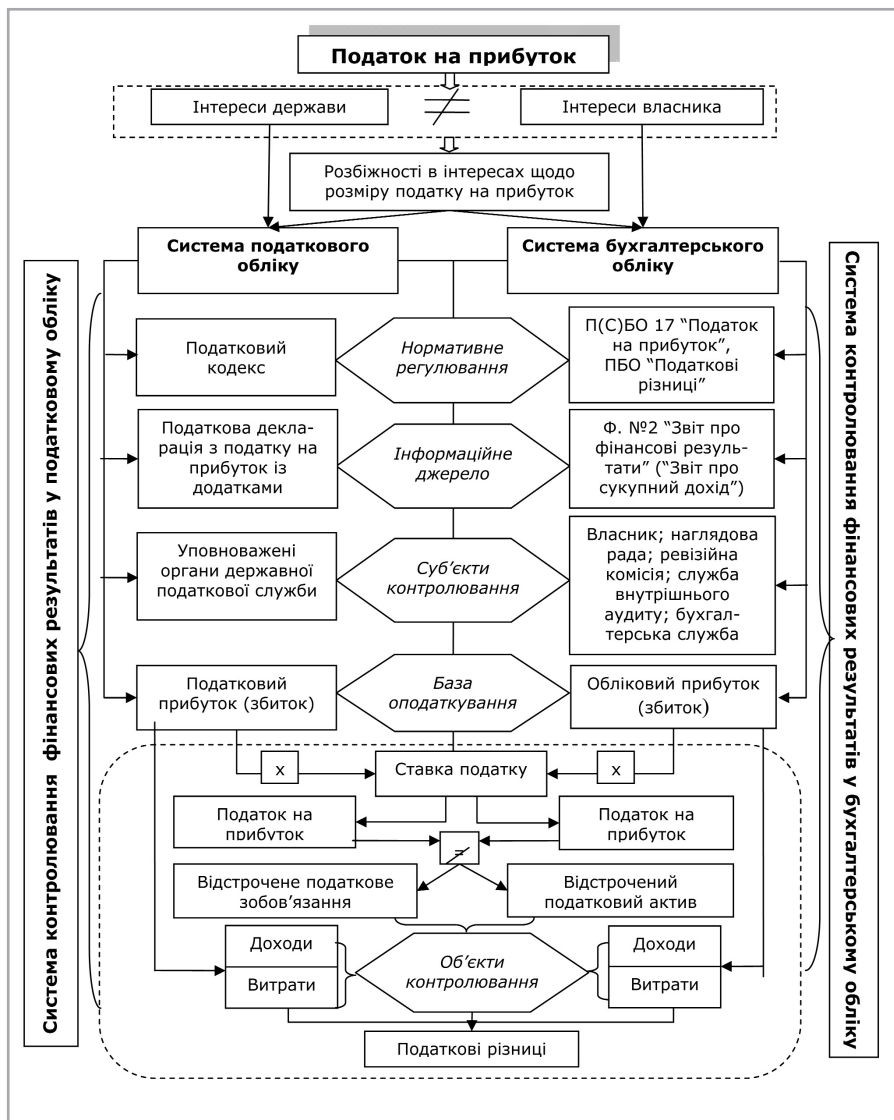 Податок на прибуток
Інтереси держави
≠
Інтереси власника
Розбіжності в інтересах щодо
розміру податку на прибуток
Система податкового
обліку
Система бухгалтерського
обліку
Система контролювання фінансових результатів у податковому обліку
Податковий
кодекс
Нормативне
регулювання
П(С)БО 17 “Податок
на прибуток”,
ПБО “Податкові
різниці”
Податкова декла-
рація з податку на
прибуток із
додатками
Інформаційне
джерело
Ф. №2 “Звіт про
фінансові резуль-
тати” (“Звіт про
сукупний дохід”)
Уповноважені
органи державної
податкової служби
Суб’єкти
контролювання
Власник; наглядова
рада; ревізійна
комісія; служба
внутрішнього
аудиту; бухгал-
терська служба
Податковий
прибуток (збиток)
База
оподаткування
Обліковий прибуток
(збиток)
х
Ставка податку
х
Податок на
прибуток
Податок на
прибуток
≠
Відстрочене податкове
зобов’язання
Відстрочений
податковий актив
Доходи
Витрати
Об’єкти
контролювання
Доходи
Витрати
Податкові різниці
Система контролювання фінансових результатів у бухгалтерському обліку